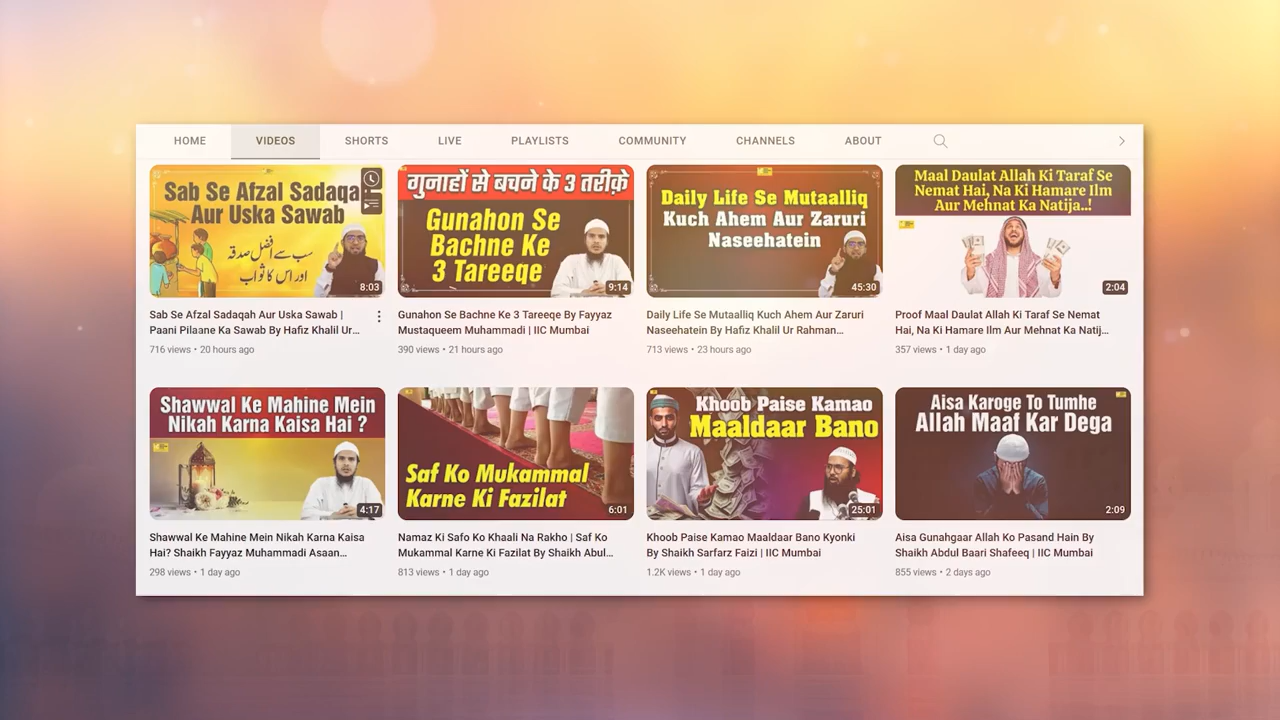 HOME
VIDEOS
SHORTS
LIVE
PLAYLISTS
COMMUNITY
CHANNELS
ABOUT
Sab Se Afzal Sadaqa
Aur Uska Sawab
سب سے افضل صدقہ
اور اس کا ثواب
8:03
Sab Se Afzal Sadaqah Aur Uska Sawab |
Paani Pilaane Ka Sawab By Hafiz Khalil Ur...
716 views • 20 hours ago
गुनाहों से बचने के 3 तरीक़े
Gunahon Se
Bachne Ke
3 Tareeqe
9:14
Gunahon Se Bachne Ke 3 Tareeqe By Fayyaz
Mustaqueem Muhammadi | IIC Mumbai
390 views • 21 hours ago
Daily Life Se Mutaalliq
Kuch Ahem Aur Zaruri
Naseehatein
45:30
Daily Life Se Mutaalliq Kuch Ahem Aur Zaruri
Naseehatein By Hafiz Khalil Ur Rahman...
713 views • 23 hours ago
Maal Daulat Allah Ki Taraf Se
Nemat Hai, Na Ki Hamare Ilm
Aur Mehnat Ka Natija..!
2:04
Proof Maal Daulat Allah Ki Taraf Se Nemat
Hai, Na Ki Hamare Ilm Aur Mehnat Ka Natij...
357 views • 1 day ago
Shawwal Ke Mahine Mein
Nikah Karna Kaisa Hai ?
4:17
Shawwal Ke Mahine Mein Nikah Karna Kaisa
Hai? Shaikh Fayyaz Muhammadi Asaan...
298 views • 1 day ago
Saf Ko Mukammal
Karne Ki Fazilat
6:01
Namaz Ki Safo Ko Khaali Na Rakho | Saf Ko
Mukammal Karne Ki Fazilat By Shaikh Abul...
813 views • 1 day ago
Khoob Paise Kamao
Maaldaar Bano
25:01
Khoob Paise Kamao Maaldaar Bano Kyonki
By Shaikh Sarfarz Faizi | IIC Mumbai
1.2K views • 1 day ago
Aisa Karoge To Tumhe
Allah Maaf Kar Dega
2:09
Aisa Gunahgaar Allah Ko Pasand Hain By
Shaikh Abdul Baari Shafeeq | IIC Mumbai
855 views • 2 days ago